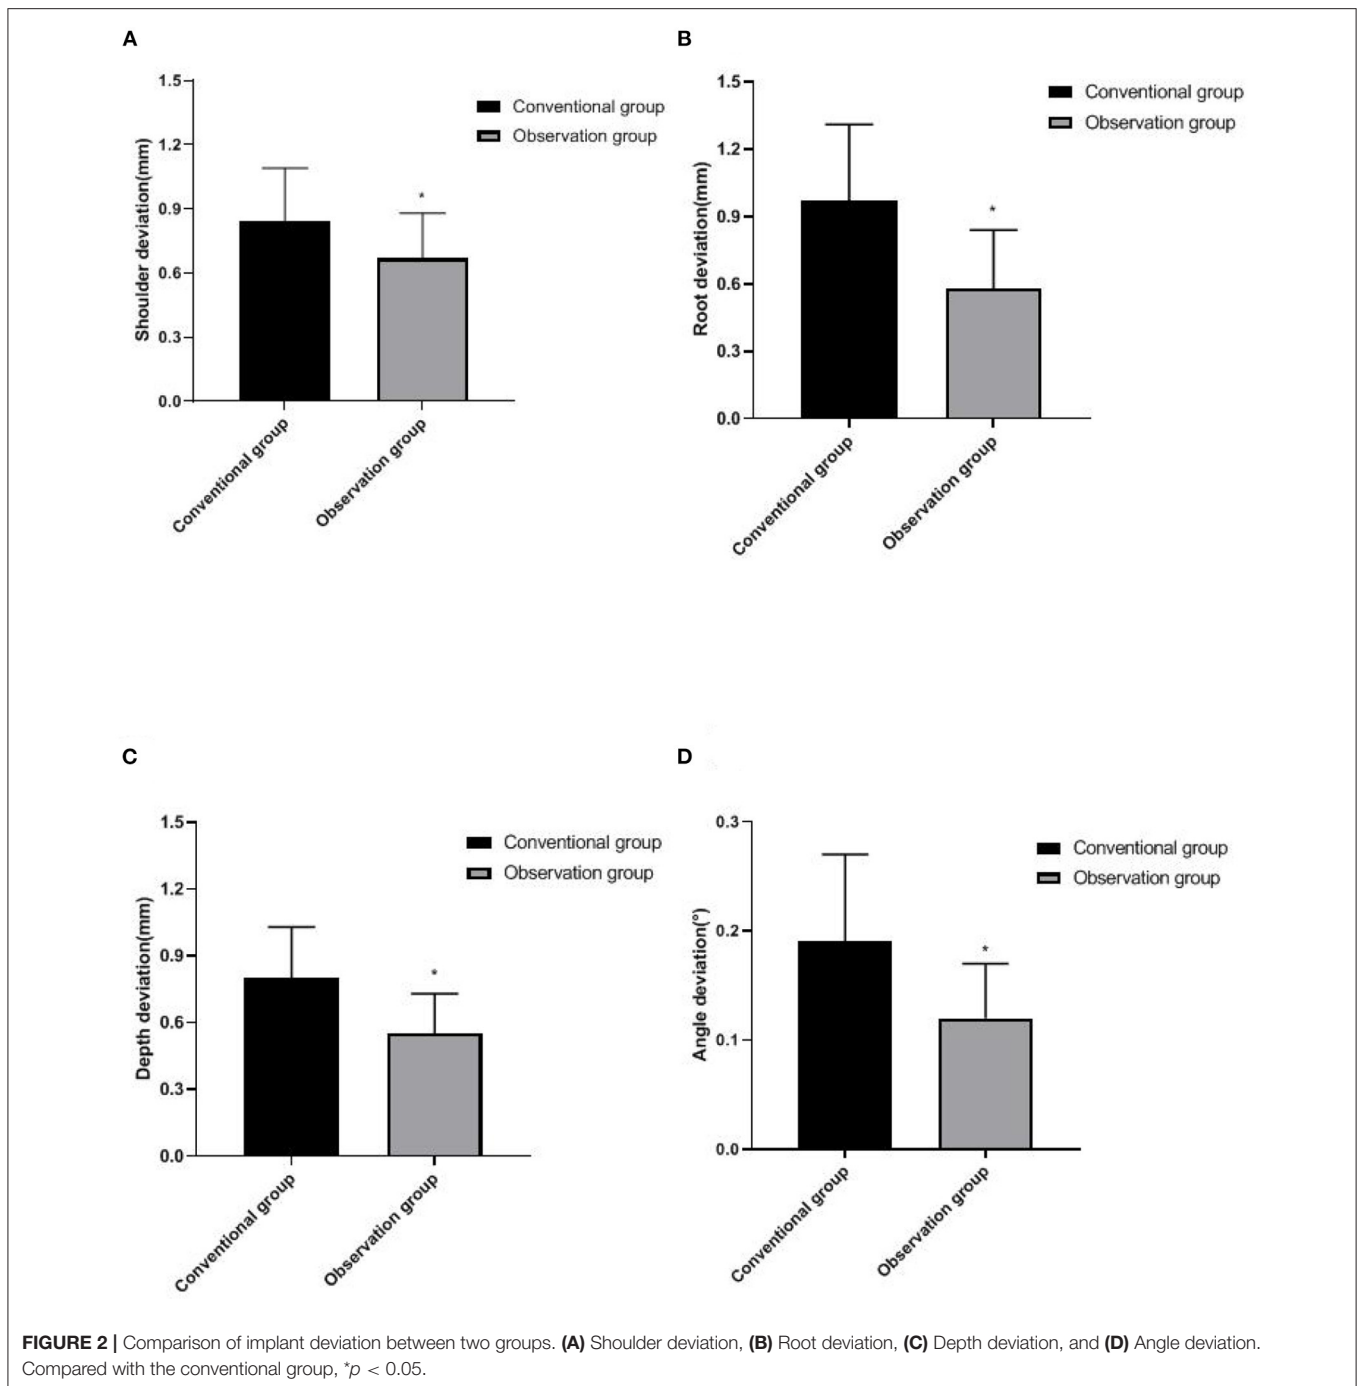 A
1.5
1.2
0.9
0.6
0.3
0.0
Shoulder deviation(mm)
Conventional group
Observation group
*
Conventional group
Observation group
B
1.5
1.2
0.9
0.6
0.3
0.0
Root deviation(mm)
Conventional group
Observation group
*
Conventional group
Observation group
C
1.5
1.2
0.9
0.6
0.3
0.0
Depth deviation(mm)
Conventional group
Observation group
*
Conventional group
Observation group
D
0.3
0.2
0.1
0.0
Angle deviation(°)
Conventional group
Observation group
*
Conventional group
Observation group
FIGURE 2 | Comparison of implant deviation between two groups. (A) Shoulder deviation, (B) Root deviation, (C) Depth deviation, and (D) Angle deviation.
Compared with the conventional group, *p < 0.05.